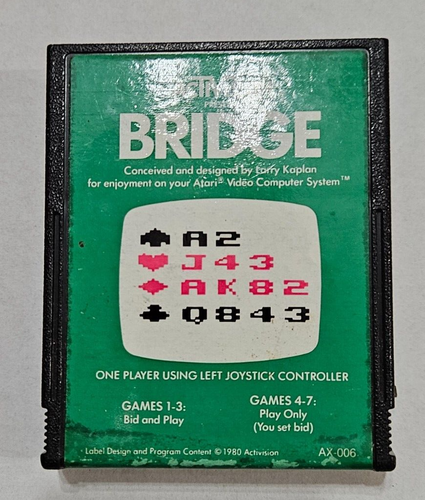 BRIDGE
Conceived and designed by Larry Kaplan
for enjoyment on your Atari® Video Computer System™
♠ A2
♥ J43
♦ AK82
♣ Q843
ONE PLAYER USING LEFT JOYSTICK CONTROLLER
GAMES 1-3:
Bid and Play
GAMES 4-7:
Play Only
(You set bid)
Label Design and Program Content © 1980 Activision
AX-006